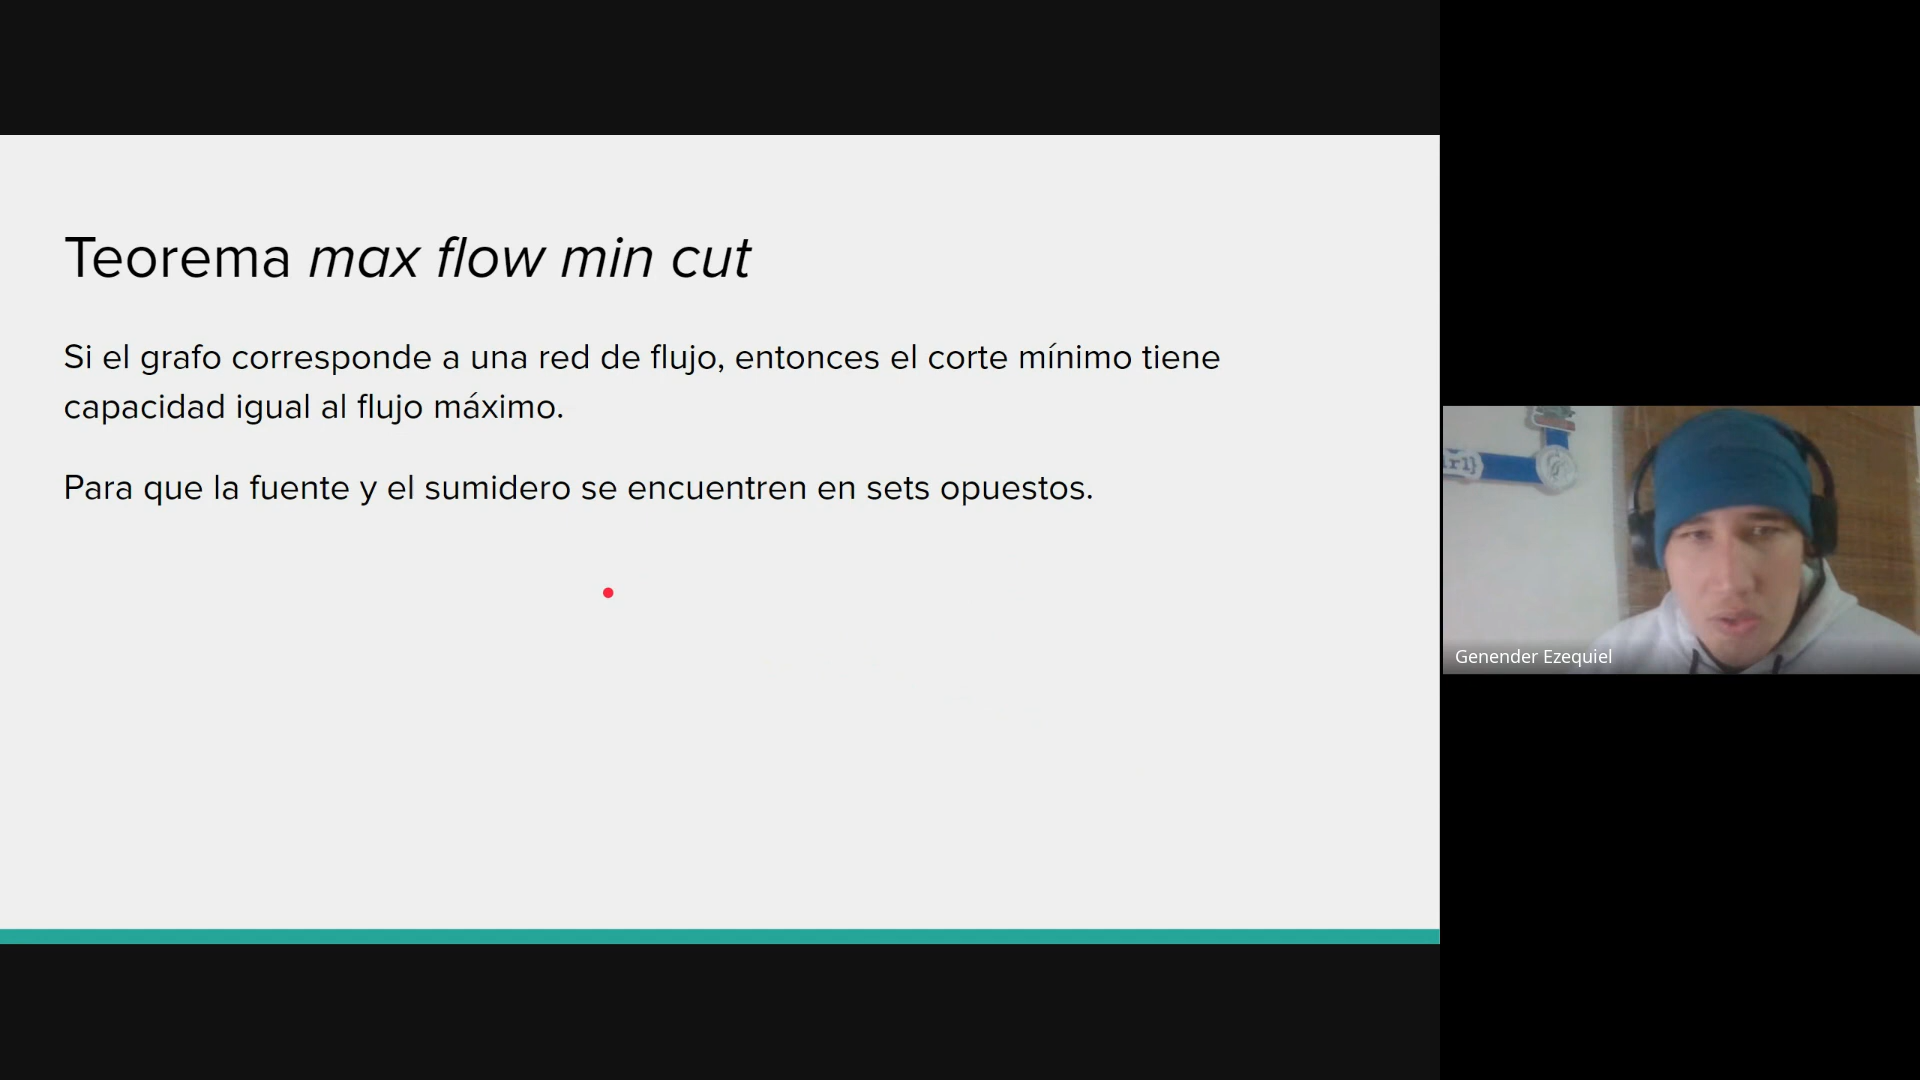 Teorema max flow min cut
Si el grafo corresponde a una red de flujo, entonces el corte mínimo tiene
capacidad igual al flujo máximo.
Para que la fuente y el sumidero se encuentren en sets opuestos.
Genender Ezequiel